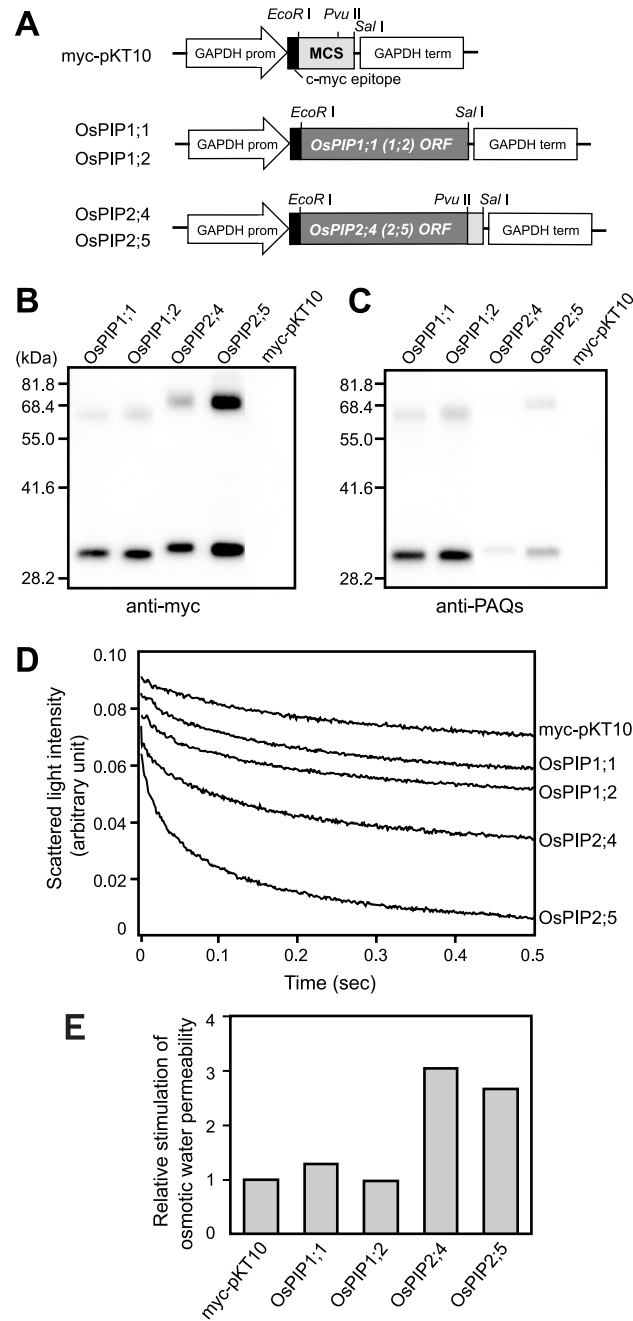 A
EcoR I
Pvu II
Sal I
myc-pKT10
GAPDH prom
MCS
GAPDH term
c-myc epitope
EcoR I
Sal I
OsPIP1;1
OsPIP1;2
GAPDH prom
OsPIP1;1 (1;2) ORF
GAPDH term
EcoR I
Pvu II
Sal I
OsPIP2;4
OsPIP2;5
GAPDH prom
OsPIP2;4 (2;5) ORF
GAPDH term
B
OsPIP1;1
OsPIP1;2
OsPIP2;4
OsPIP2;5
myc-pKT10
(kDa)
81.8
68.4
55.0
41.6
28.2
anti-myc
C
OsPIP1;1
OsPIP1;2
OsPIP2;4
OsPIP2;5
myc-pKT10
81.8
68.4
55.0
41.6
28.2
anti-PAQs
D
Scattered light intensity
(arbitrary unit)
0.10
0.08
0.06
0.04
0.02
0
myc-pKT10
OsPIP1;1
OsPIP1;2
OsPIP2;4
OsPIP2;5
0
0.1
0.2
0.3
0.4
0.5
Time (sec)
E
Relative stimulation of
osmotic water permeability
4
3
2
1
0
myc-pKT10
OsPIP1;1
OsPIP1;2
OsPIP2;4
OsPIP2;5